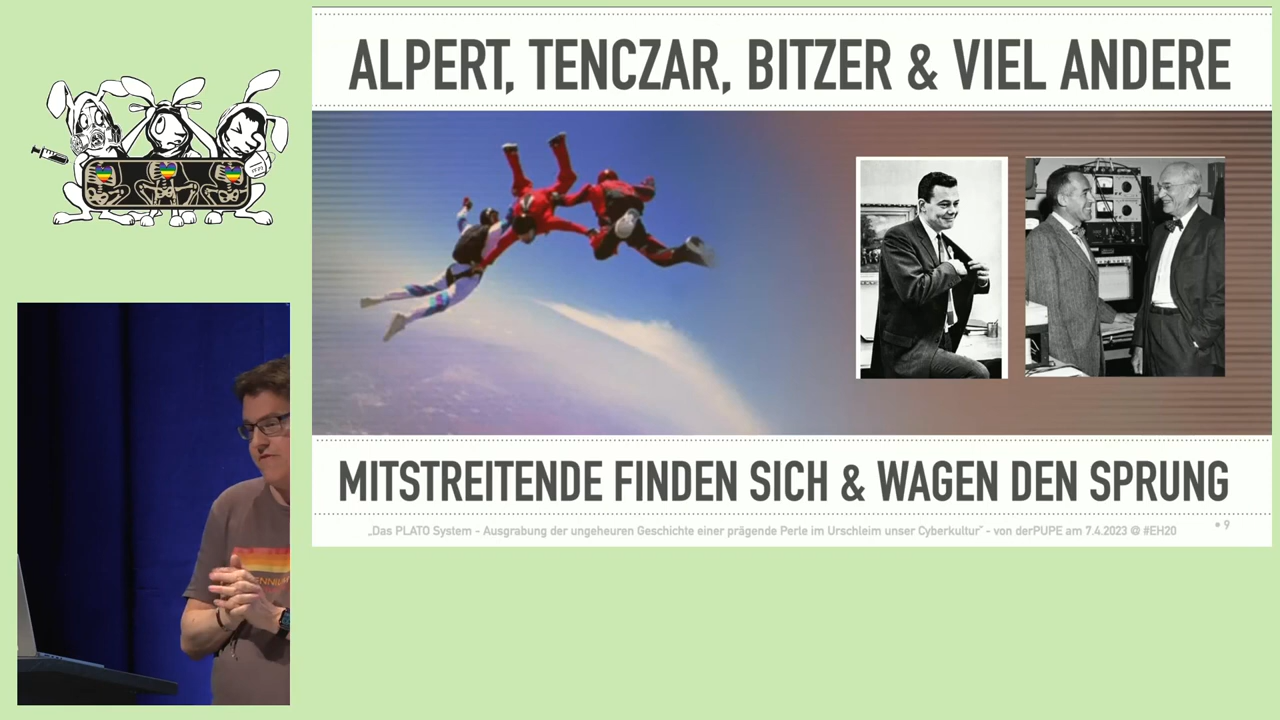 ALPERT, TENCZAR, BITZER & VIEL ANDERE
MITSTREITENDE FINDEN SICH & WAGEN DEN SPRUNG
„Das PLATO System - Ausgrabung der ungeheuren Geschichte einer prägende Perle im Urschleim unser Cyberkultur" - von derPUPE am 7.4.2023 @ #EH20
• 9